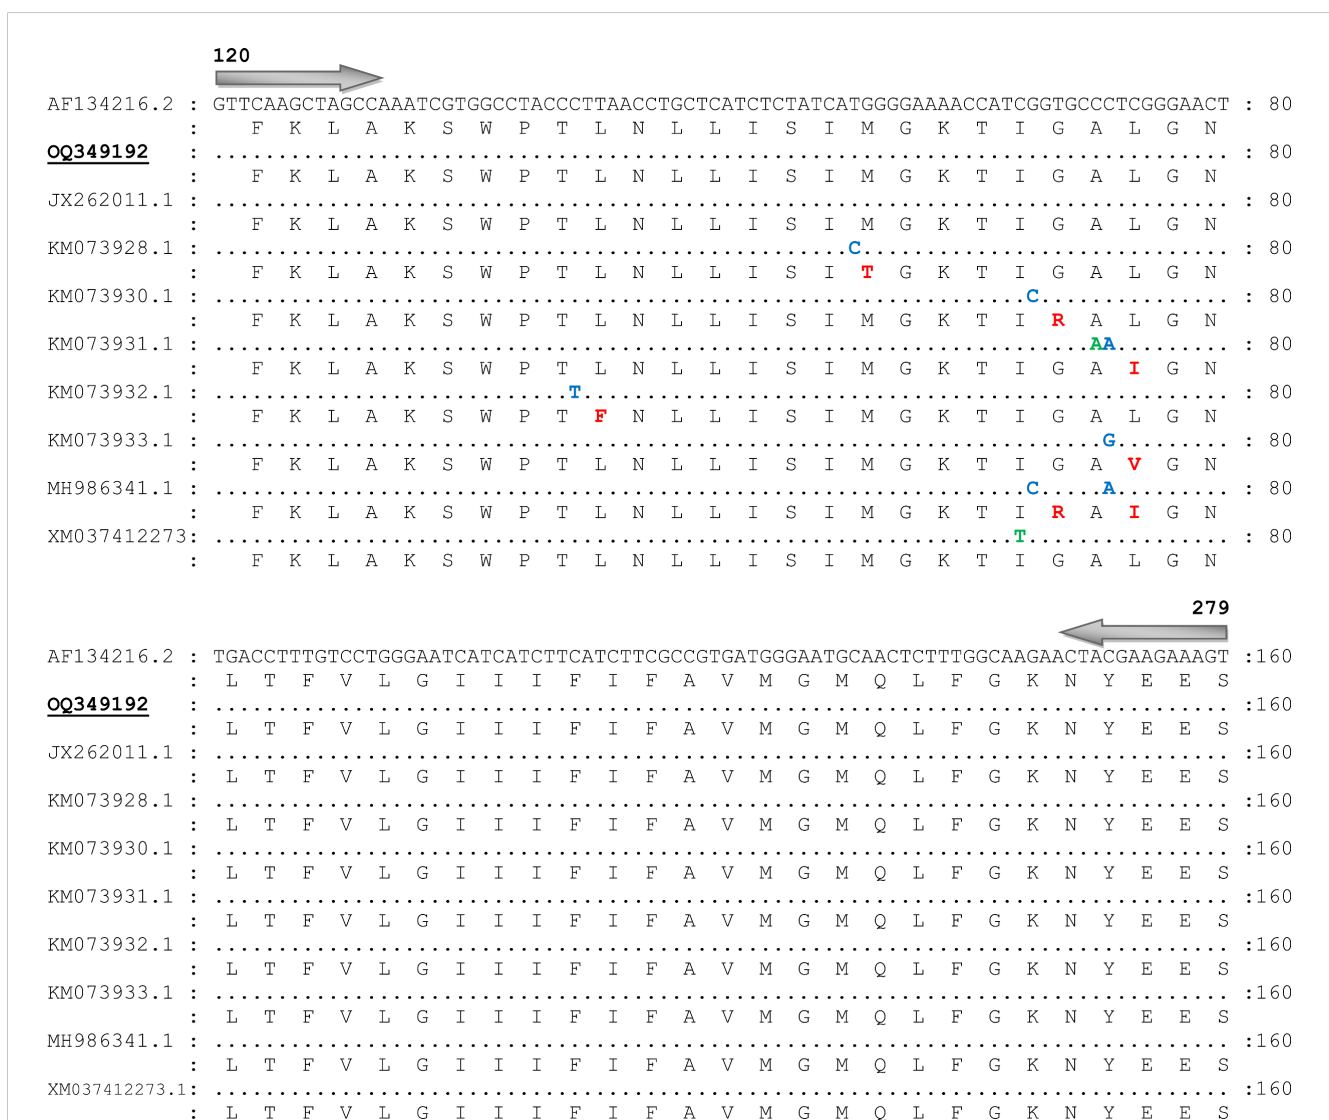 120
AF134216.2 : GTTCAAGCTAGCCAAATCGTGGCCTACCCTTAACCTGCTCATCTCTATCATGGGGAAAACCATCGGTGCCCTCGGGAACT : 80
: F K L A K S W P T L N L L I S I M G K T I G A L G N
OQ349192 : ................................................................................ : 80
: F K L A K S W P T L N L L I S I M G K T I G A L G N
JX262011.1 : ................................................................................ : 80
: F K L A K S W P T L N L L I S I M G K T I G A L G N
KM073928.1 : ..................................................C............................. : 80
: F K L A K S W P T L N L L I S I T G K T I G A L G N
KM073930.1 : ................................................................C............... : 80
: F K L A K S W P T L N L L I S I M G K T I R A L G N
KM073931.1 : .....................................................................AA......... : 80
: F K L A K S W P T L N L L I S I M G K T I G A I G N
KM073932.1 : ............................T................................................... : 80
: F K L A K S W P T F N L L I S I M G K T I G A L G N
KM073933.1 : ......................................................................G......... : 80
: F K L A K S W P T L N L L I S I M G K T I G A V G N
MH986341.1 : ................................................................C.....A......... : 80
: F K L A K S W P T L N L L I S I M G K T I R A I G N
XM037412273: ...............................................................T................ : 80
: F K L A K S W P T L N L L I S I M G K T I G A L G N
279
AF134216.2 : TGACCTTTGTCCTGGGAATCATCATCTTCATCTTCGCCGTGATGGGAATGCAACTCTTTGGCAAGAACTACGAAGAAAGT :160
: L T F V L G I I I F I F A V M G M Q L F G K N Y E E S
OQ349192 : ................................................................................ :160
: L T F V L G I I I F I F A V M G M Q L F G K N Y E E S
JX262011.1 : ................................................................................ :160
: L T F V L G I I I F I F A V M G M Q L F G K N Y E E S
KM073928.1 : ................................................................................ :160
: L T F V L G I I I F I F A V M G M Q L F G K N Y E E S
KM073930.1 : ................................................................................ :160
: L T F V L G I I I F I F A V M G M Q L F G K N Y E E S
KM073931.1 : ................................................................................ :160
: L T F V L G I I I F I F A V M G M Q L F G K N Y E E S
KM073932.1 : ................................................................................ :160
: L T F V L G I I I F I F A V M G M Q L F G K N Y E E S
KM073933.1 : ................................................................................ :160
: L T F V L G I I I F I F A V M G M Q L F G K N Y E E S
MH986341.1 : ................................................................................ :160
: L T F V L G I I I F I F A V M G M Q L F G K N Y E E S
XM037412273.1: ................................................................................ :160
: L T F V L G I I I F I F A V M G M Q L F G K N Y E E S